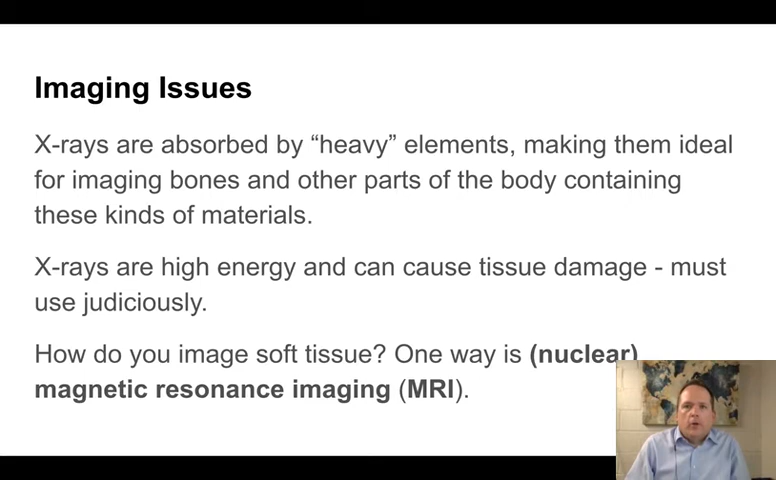 Imaging Issues
X-rays are absorbed by “heavy” elements, making them ideal
for imaging bones and other parts of the body containing
these kinds of materials.
X-rays are high energy and can cause tissue damage - must
use judiciously.
How do you image soft tissue? One way is (nuclear)
magnetic resonance imaging (MRI).